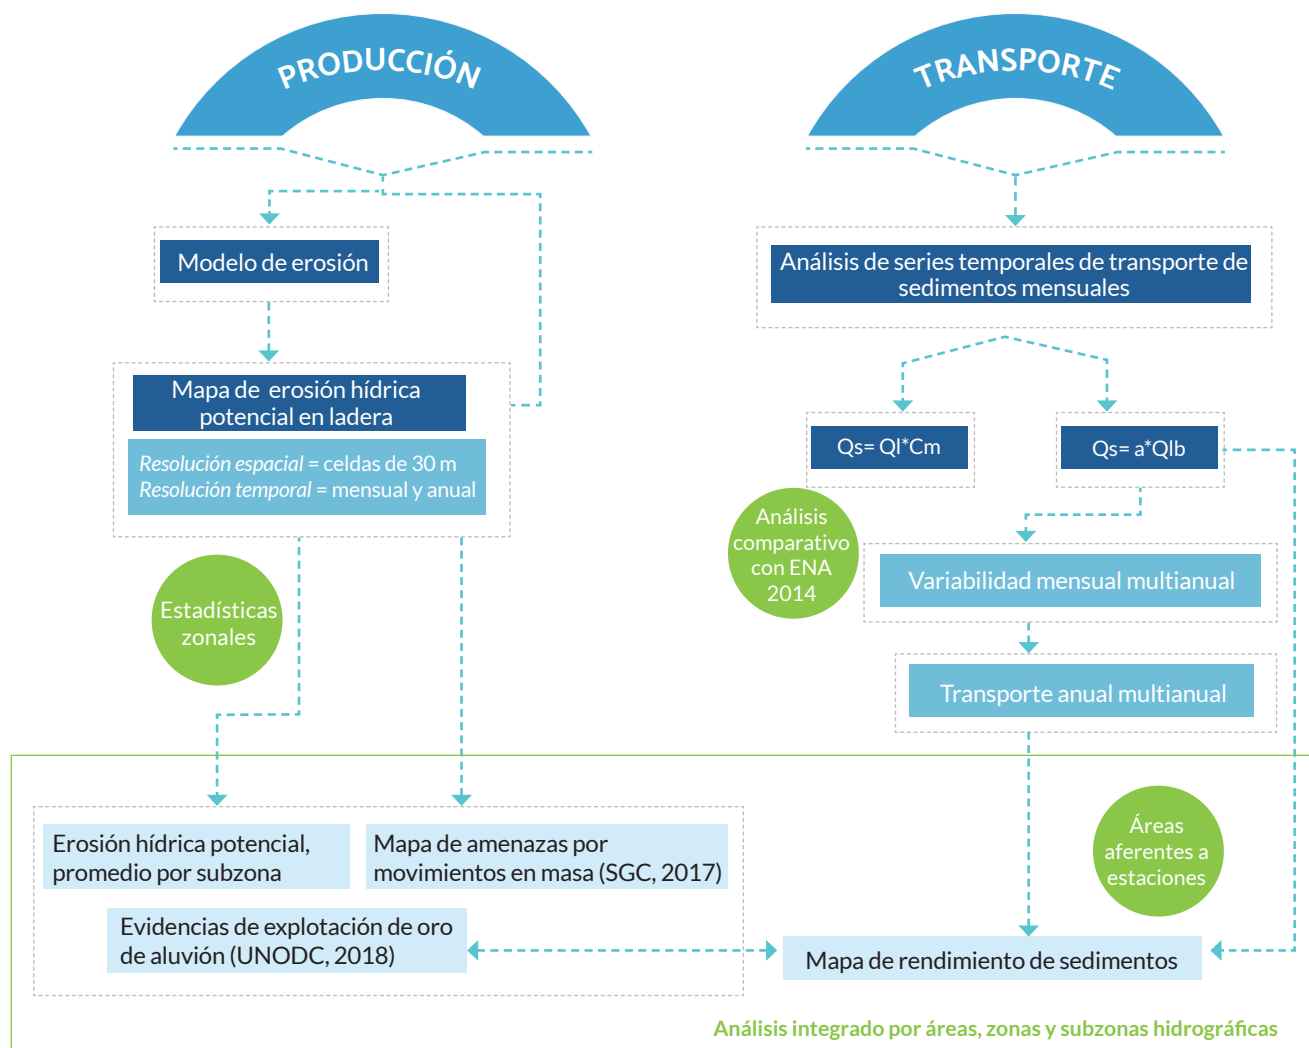 PRODUCCIÓN
Modelo de erosión
Mapa de erosión hídrica
potencial en ladera
Resolución espacial = celdas de 30 m
Resolución temporal = mensual y anual
Estadísticas
zonales
TRANSPORTE
Análisis de series temporales de transporte de
sedimentos mensuales
Qs= Ql*Cm
Qs= a*Qlb
Análisis
comparativo
con ENA
2014
Variabilidad mensual multianual
Transporte anual multianual
Erosión hídrica potencial,
promedio por subzona
Mapa de amenazas por
movimientos en masa (SGC, 2017)
Evidencias de explotación de oro
de aluvión (UNODC, 2018)
Áreas
aferentes a
estaciones
Mapa de rendimiento de sedimentos
Análisis integrado por áreas, zonas y subzonas hidrográficas